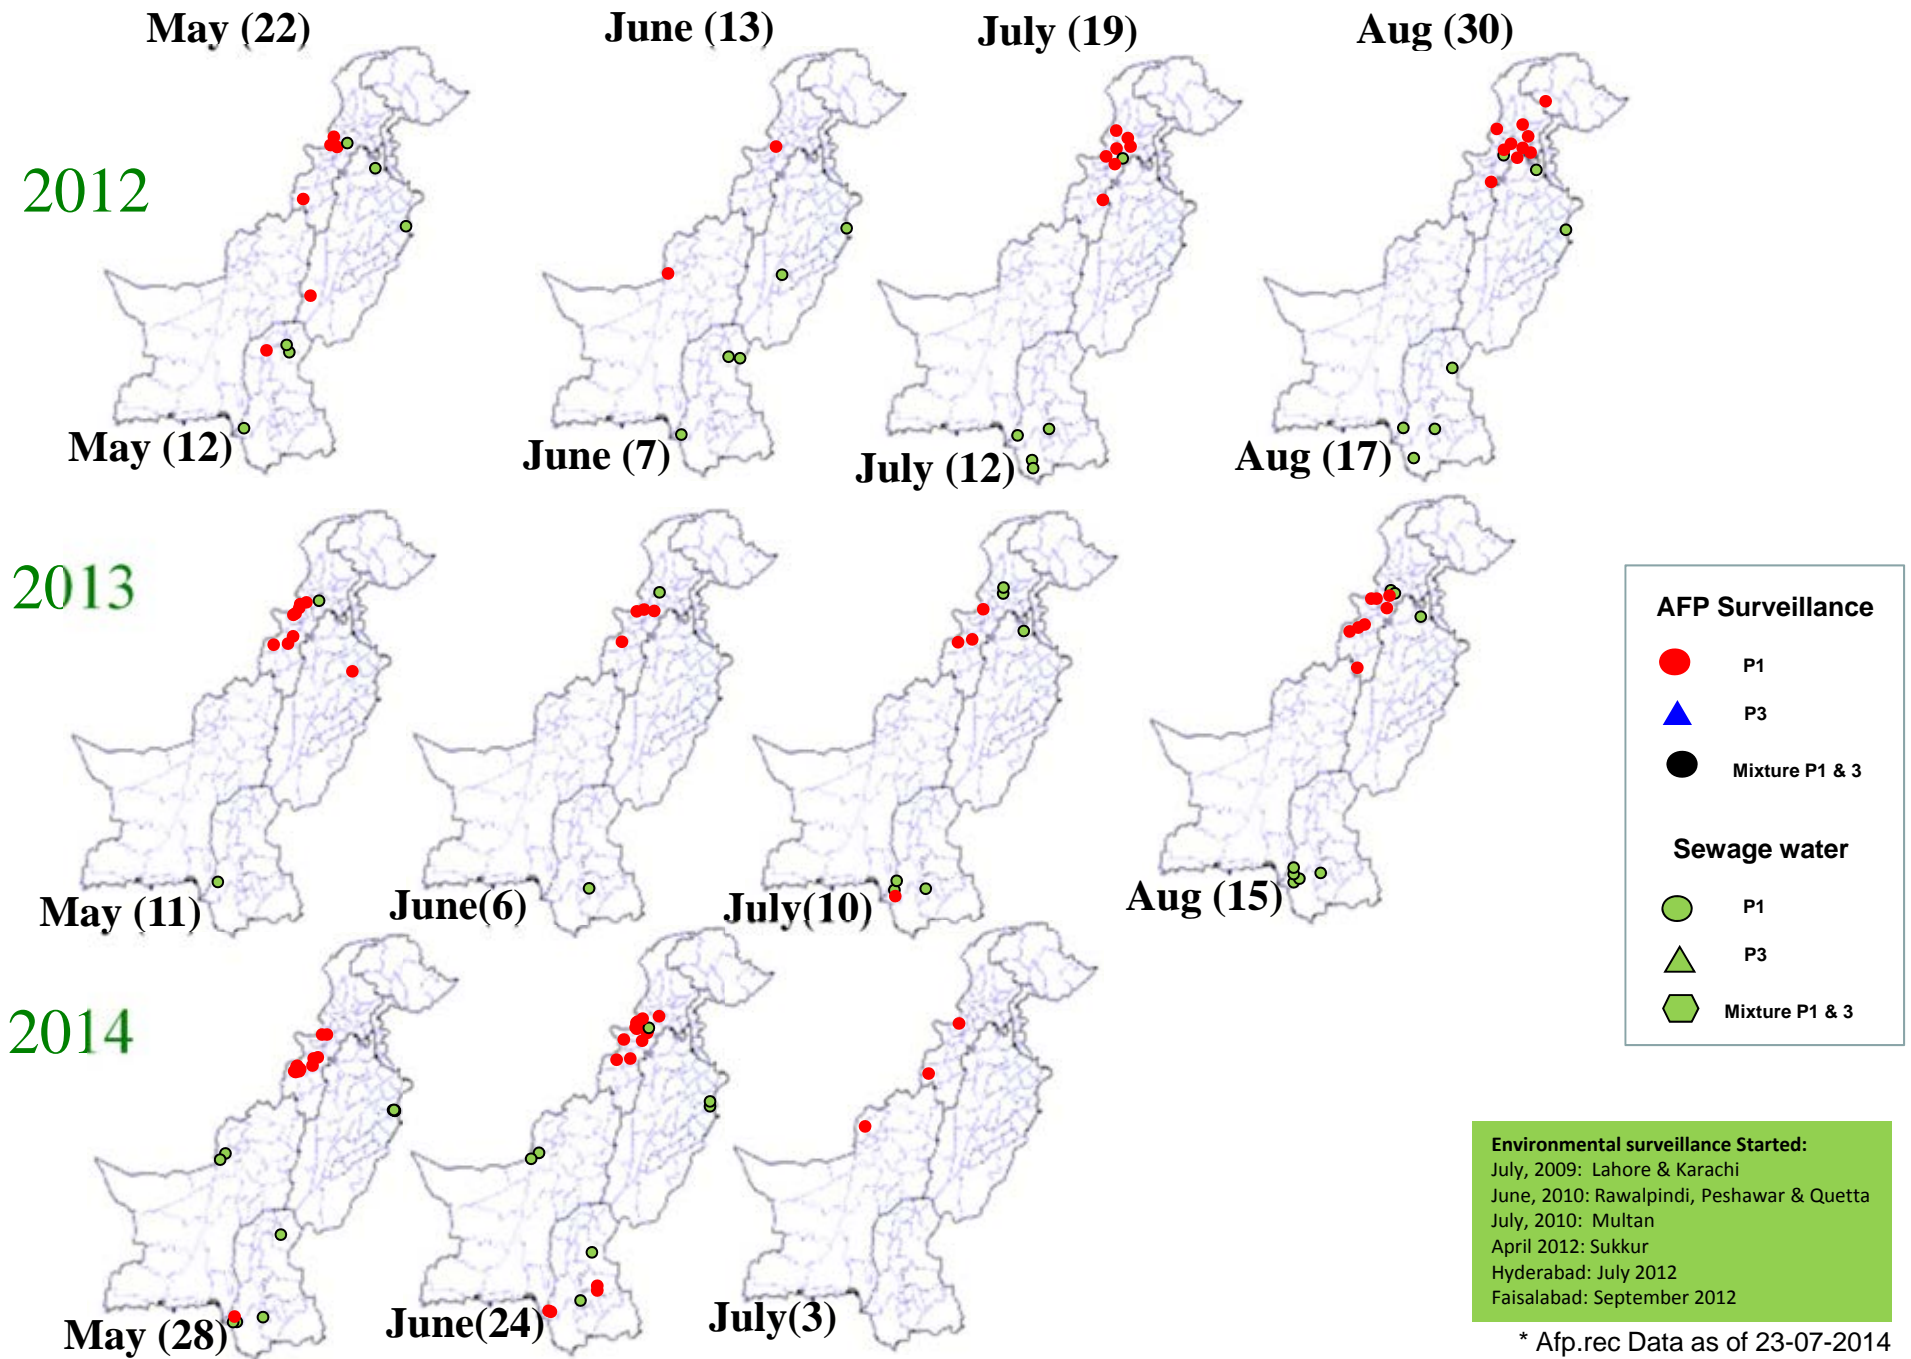 May (22)
June (13)
July (19)
Aug (30)
2012
May (12)
June (7)
July (12)
Aug (17)
2013
May (11)
June(6)
July(10)
Aug (15)
2014
May (28)
June(24)
July(3)
AFP Surveillance
P1
P3
Mixture P1 & 3
Sewage water
P1
P3
Mixture P1 & 3
Environmental surveillance Started:
July, 2009: Lahore & Karachi
June, 2010: Rawalpindi, Peshawar & Quetta
July, 2010: Multan
April 2012: Sukkur
Hyderabad: July 2012
Faisalabad: September 2012
* Afp.rec Data as of 23-07-2014